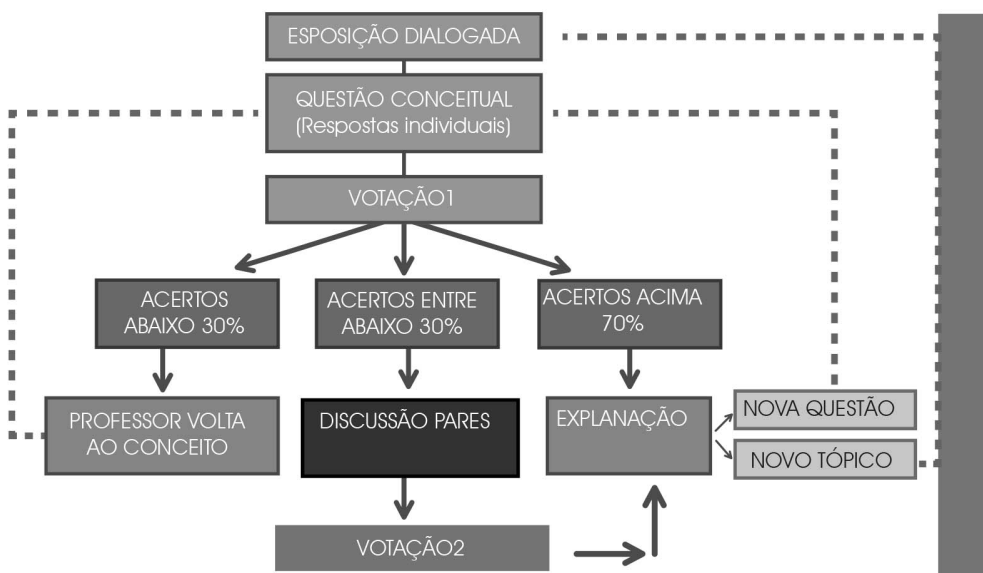 ESPOSIÇÃO DIALOGADA
QUESTÃO CONCEITUAL
(Respostas individuais)
VOTAÇÃO1
ACERTOS
ABAIXO 30%
ACERTOS ENTRE
ABAIXO 30%
ACERTOS ACIMA
70%
PROFESSOR VOLTA
AO CONCEITO
DISCUSSÃO PARES
EXPLANAÇÃO
NOVA QUESTÃO
NOVO TÓPICO
VOTAÇÃO2